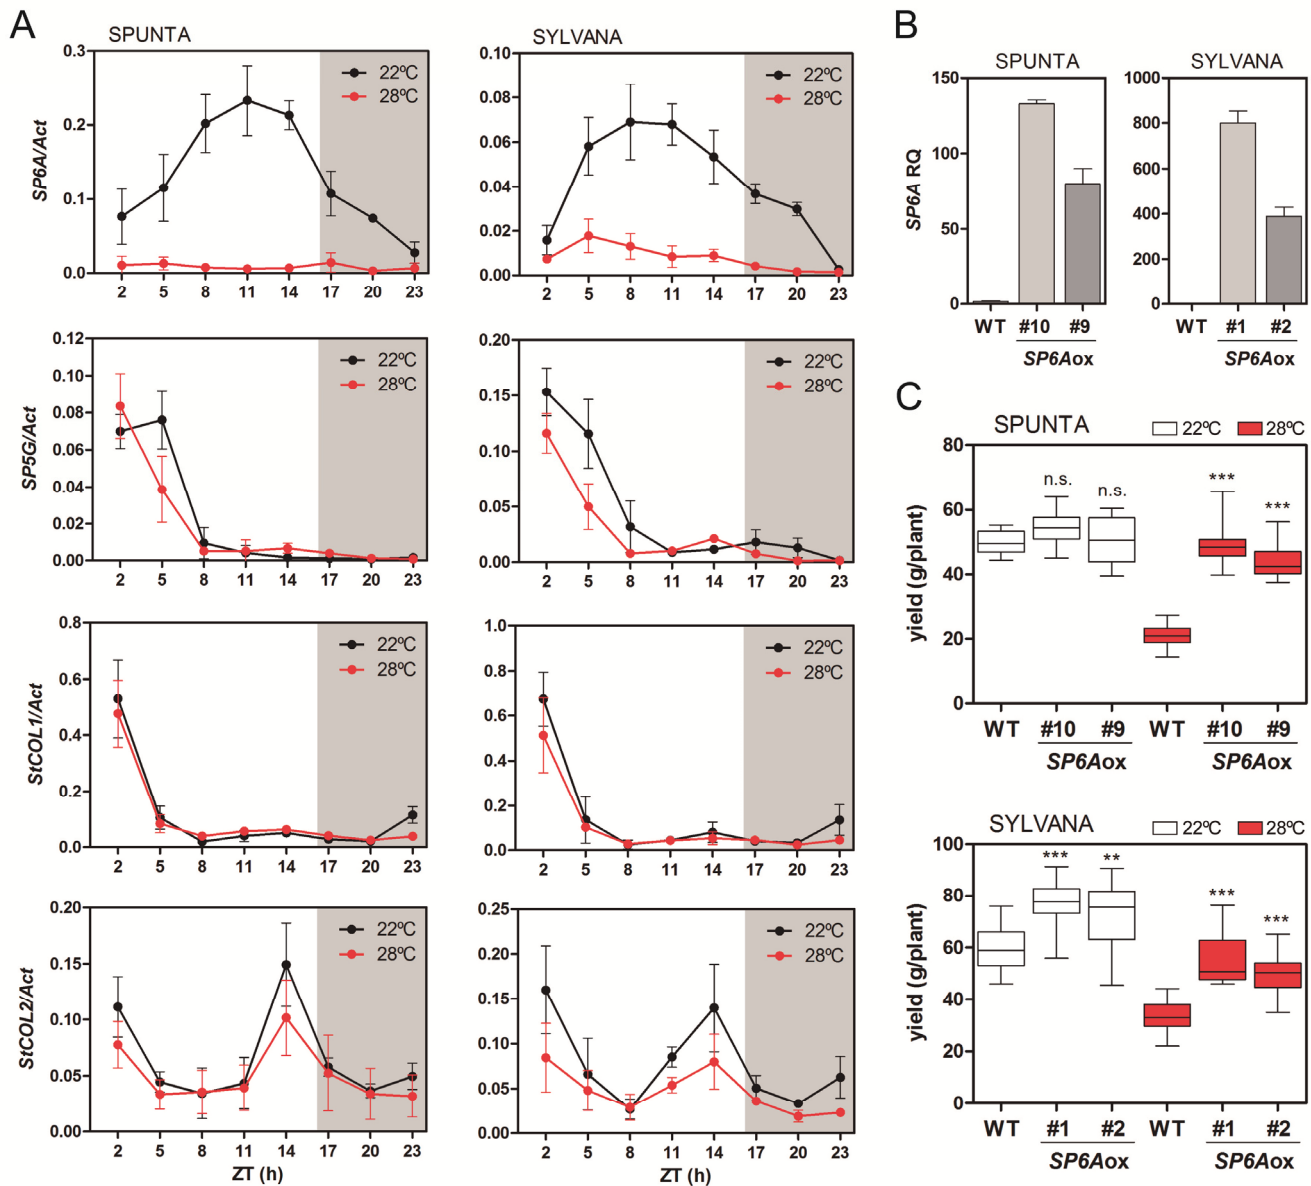 A
SPUNTA
SP6A/Act
0.3
0.2
0.1
0.0
22ºC
28ºC
2 5 8 11 14 17 20 23
SYLVANA
0.10
0.08
0.06
0.04
0.02
0.00
22ºC
28ºC
2 5 8 11 14 17 20 23
SP5G/Act
0.12
0.10
0.08
0.06
0.04
0.02
0.00
22ºC
28ºC
2 5 8 11 14 17 20 23
0.20
0.15
0.10
0.05
0.00
22ºC
28ºC
2 5 8 11 14 17 20 23
StCOL1/Act
0.8
0.6
0.4
0.2
0.0
22ºC
28ºC
2 5 8 11 14 17 20 23
1.0
0.8
0.6
0.4
0.2
0.0
22ºC
28ºC
2 5 8 11 14 17 20 23
StCOL2/Act
0.20
0.15
0.10
0.05
0.00
22ºC
28ºC
2 5 8 11 14 17 20 23
ZT (h)
0.25
0.20
0.15
0.10
0.05
0.00
22ºC
28ºC
2 5 8 11 14 17 20 23
ZT (h)
B
SPUNTA
SP6A RQ
150
100
50
0
WT #10 #9
SP6Aox
SYLVANA
1000
800
600
400
200
0
WT #1 #2
SP6Aox
C
SPUNTA
22ºC 28ºC
yield (g/plant)
80
60
40
20
0
n.s. n.s. *** ***
WT #10 #9 WT #10 #9
SP6Aox SP6Aox
SYLVANA
22ºC 28ºC
yield (g/plant)
100
80
60
40
20
0
*** ** *** ***
WT #1 #2 WT #1 #2
SP6Aox SP6Aox